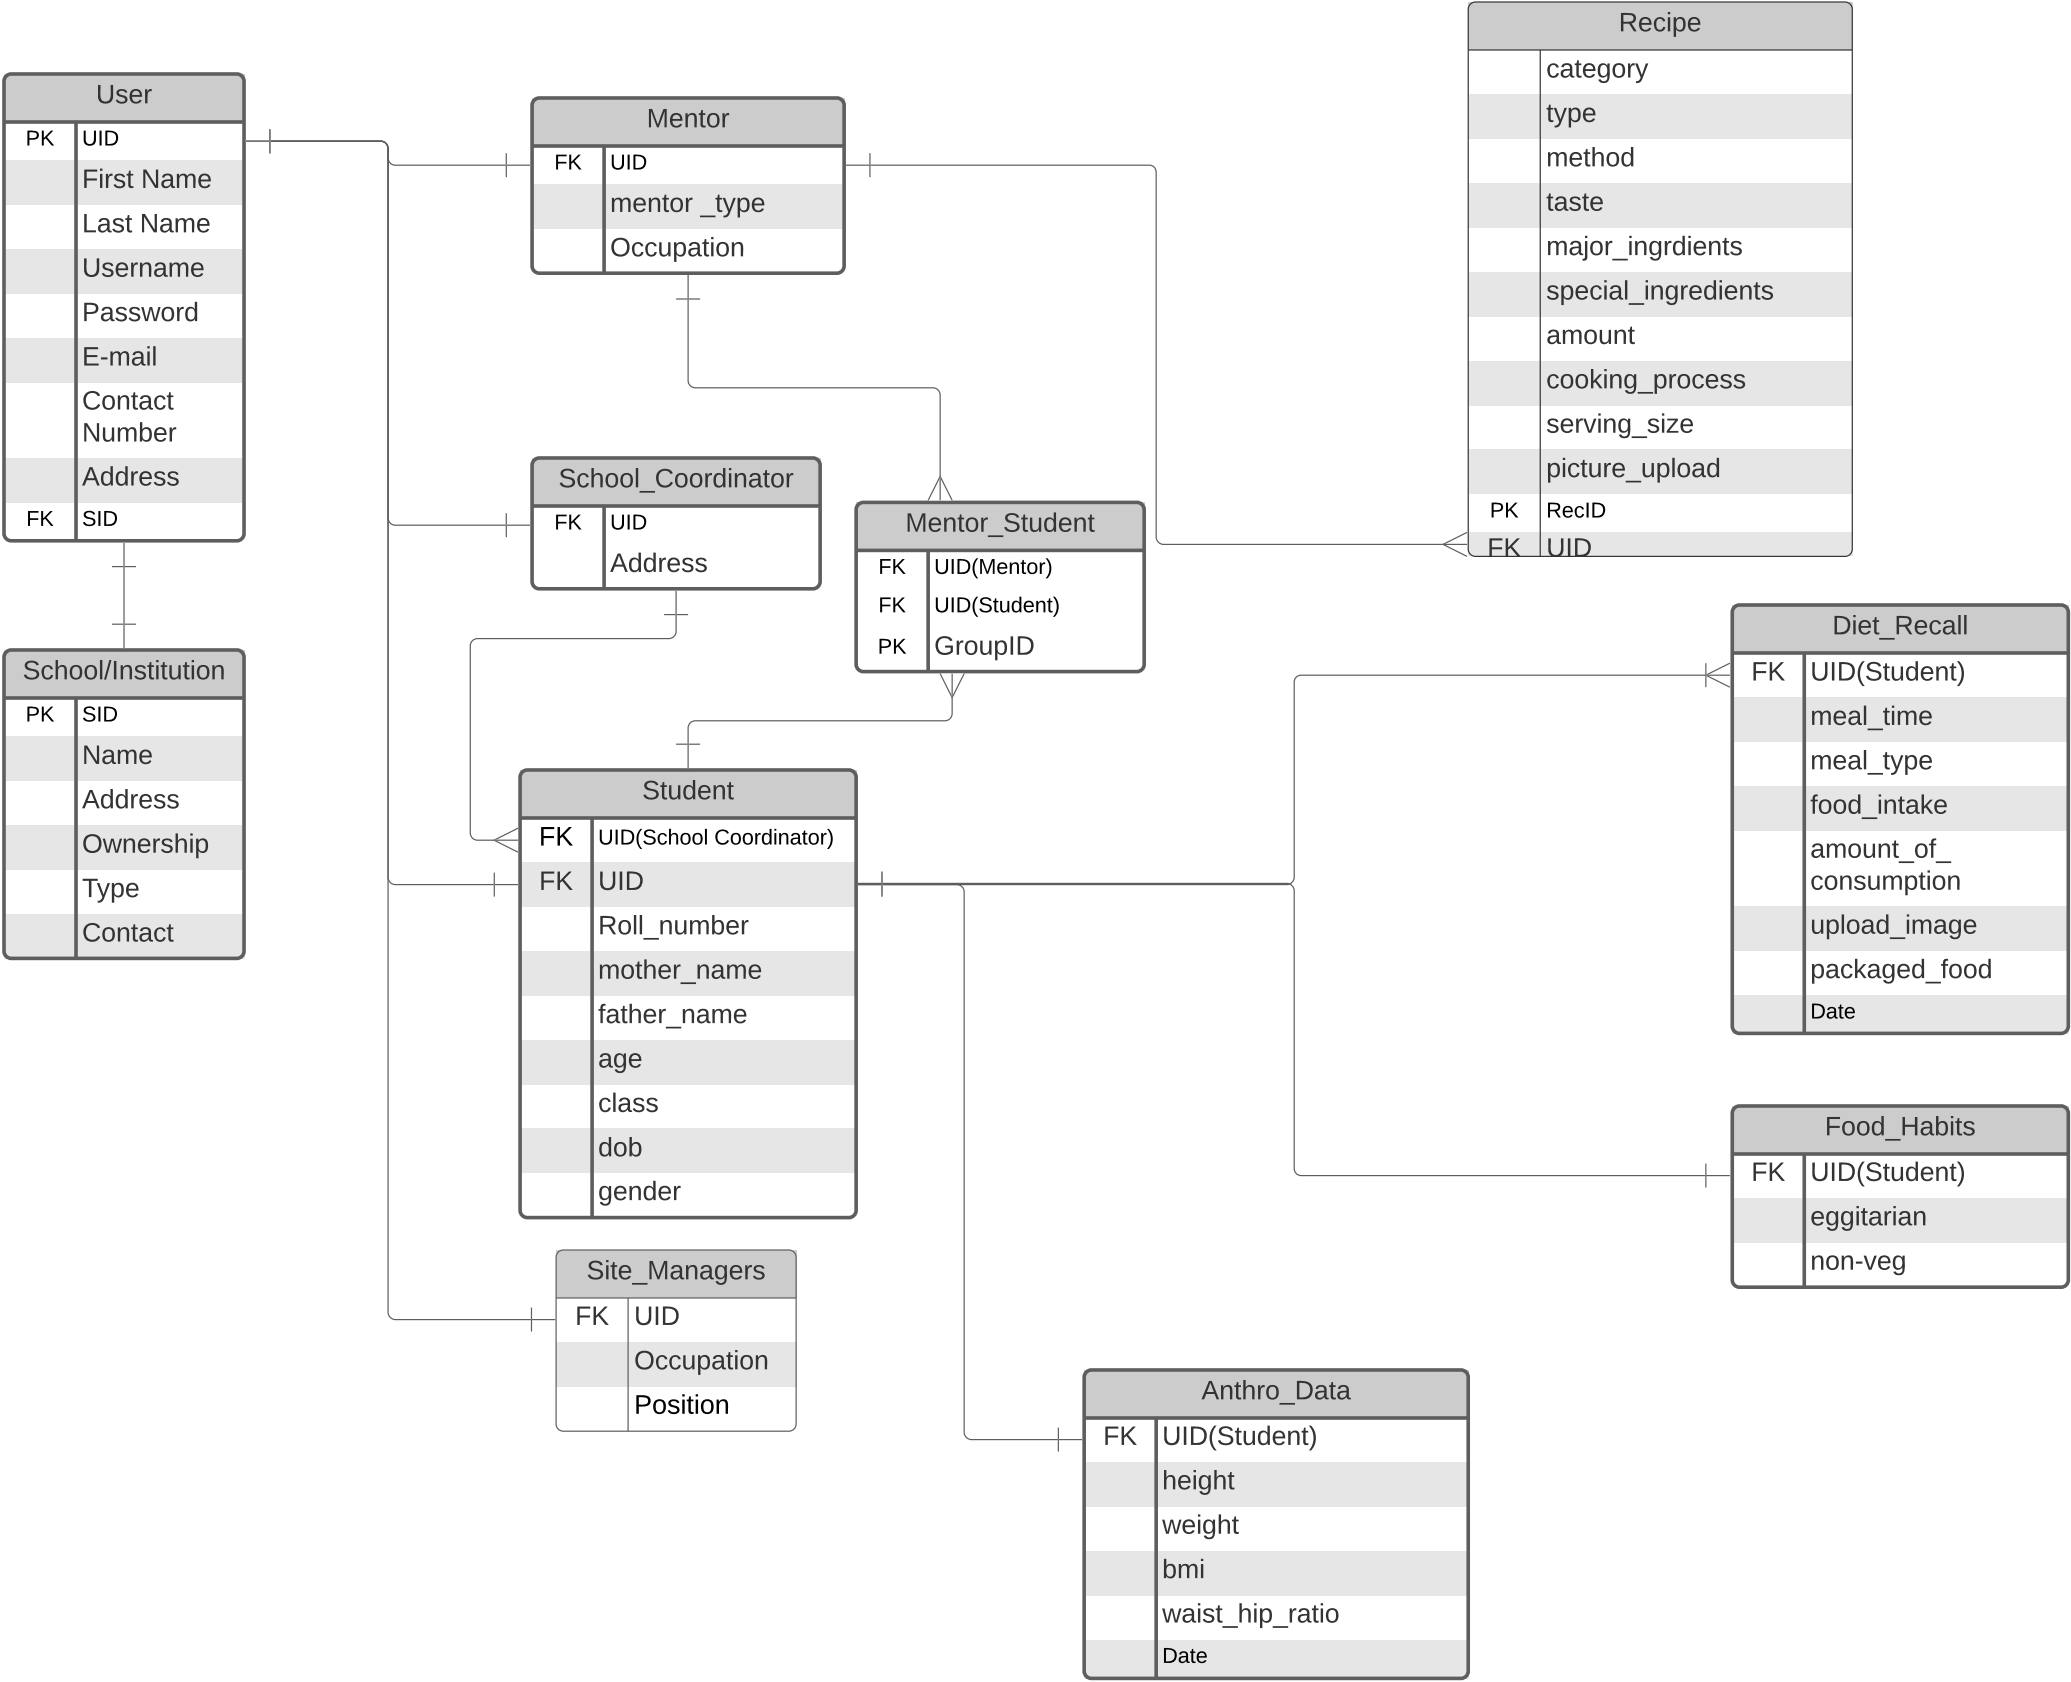 User
PK UID
First Name
Last Name
Username
Password
E-mail
Contact
Number
Address
FK SID
School/Institution
PK SID
Name
Address
Ownership
Type
Contact
Mentor
FK UID
mentor _type
Occupation
School_Coordinator
FK UID
Address
Mentor_Student
FK UID(Mentor)
FK UID(Student)
PK GroupID
Student
FK UID(School Coordinator)
FK UID
Roll_number
mother_name
father_name
age
class
dob
gender
Site_Managers
FK UID
Occupation
Position
Recipe
category
type
method
taste
major_ingrdients
special_ingredients
amount
cooking_process
serving_size
picture_upload
PK RecID
FK UID
Diet_Recall
FK UID(Student)
meal_time
meal_type
food_intake
amount_of_
consumption
upload_image
packaged_food
Date
Food_Habits
FK UID(Student)
eggitarian
non-veg
Anthro_Data
FK UID(Student)
height
weight
bmi
waist_hip_ratio
Date